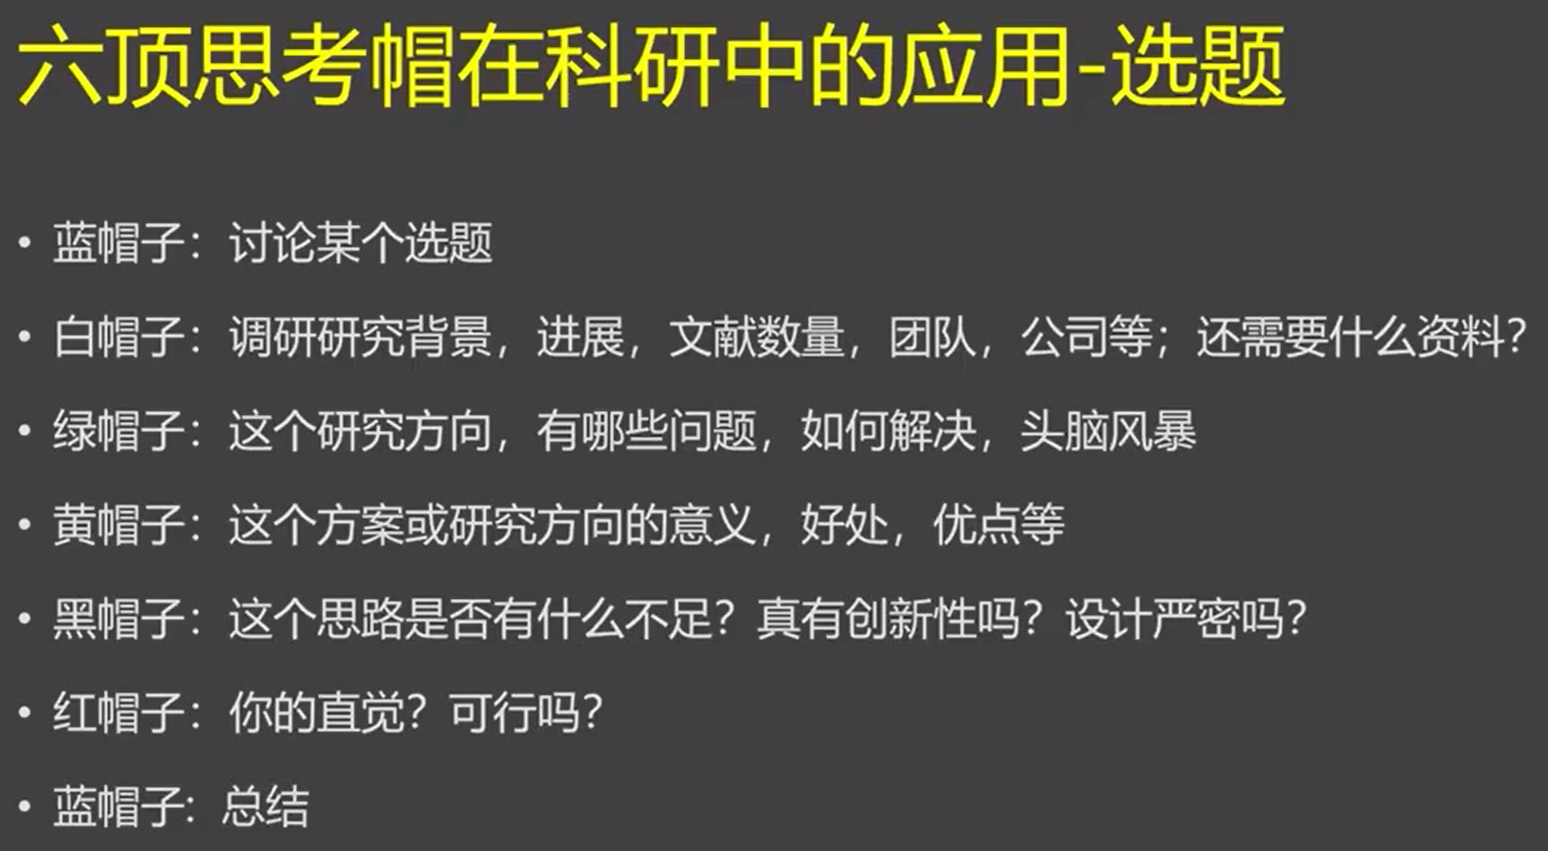 六顶思考帽在科研中的应用-选题
• 蓝帽子：讨论某个选题
• 白帽子：调研研究背景，进展，文献数量，团队，公司等；还需要什么资料？
• 绿帽子：这个研究方向，有哪些问题，如何解决，头脑风暴
• 黄帽子：这个方案或研究方向的意义，好处，优点等
• 黑帽子：这个思路是否有什么不足？真有创新性吗？设计严密吗？
• 红帽子：你的直觉？可行吗？
• 蓝帽子：总结